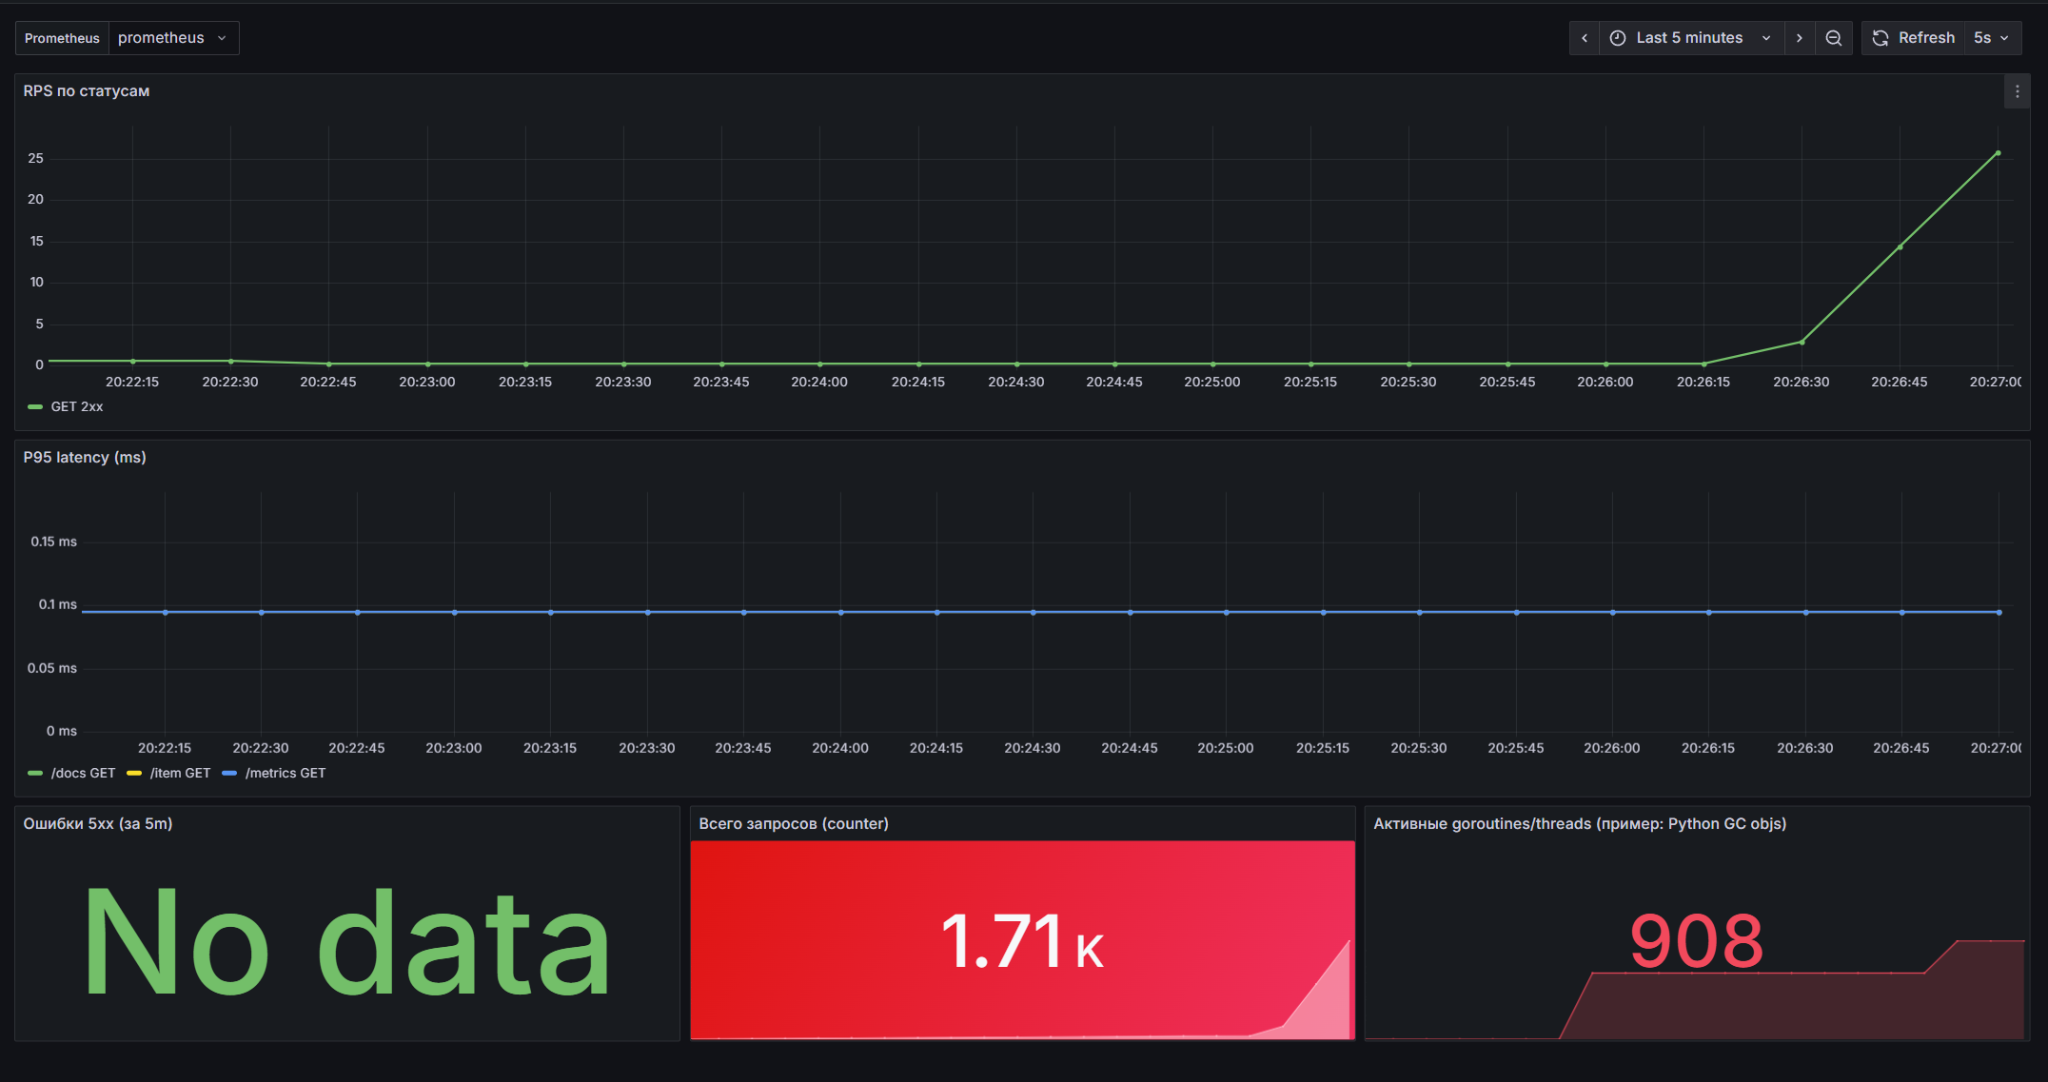 Prometheus prometheus Last 5 minutes Refresh 5s
RPS по статусам
25
20
15
10
5
0
20:22:15 20:22:30 20:22:45 20:23:00 20:23:15 20:23:30 20:23:45 20:24:00 20:24:15 20:24:30 20:24:45 20:25:00 20:25:15 20:25:30 20:25:45 20:26:00 20:26:15 20:26:30 20:26:45 20:27:00
GET 2xx
P95 latency (ms)
0.15 ms
0.1 ms
0.05 ms
0 ms
20:22:15 20:22:30 20:22:45 20:23:00 20:23:15 20:23:30 20:23:45 20:24:00 20:24:15 20:24:30 20:24:45 20:25:00 20:25:15 20:25:30 20:25:45 20:26:00 20:26:15 20:26:30 20:26:45 20:27:00
/docs GET /item GET /metrics GET
Ошибки 5xx (за 5m)
No data
Всего запросов (counter)
1.71 K
Активные goroutines/threads (пример: Python GC objs)
908